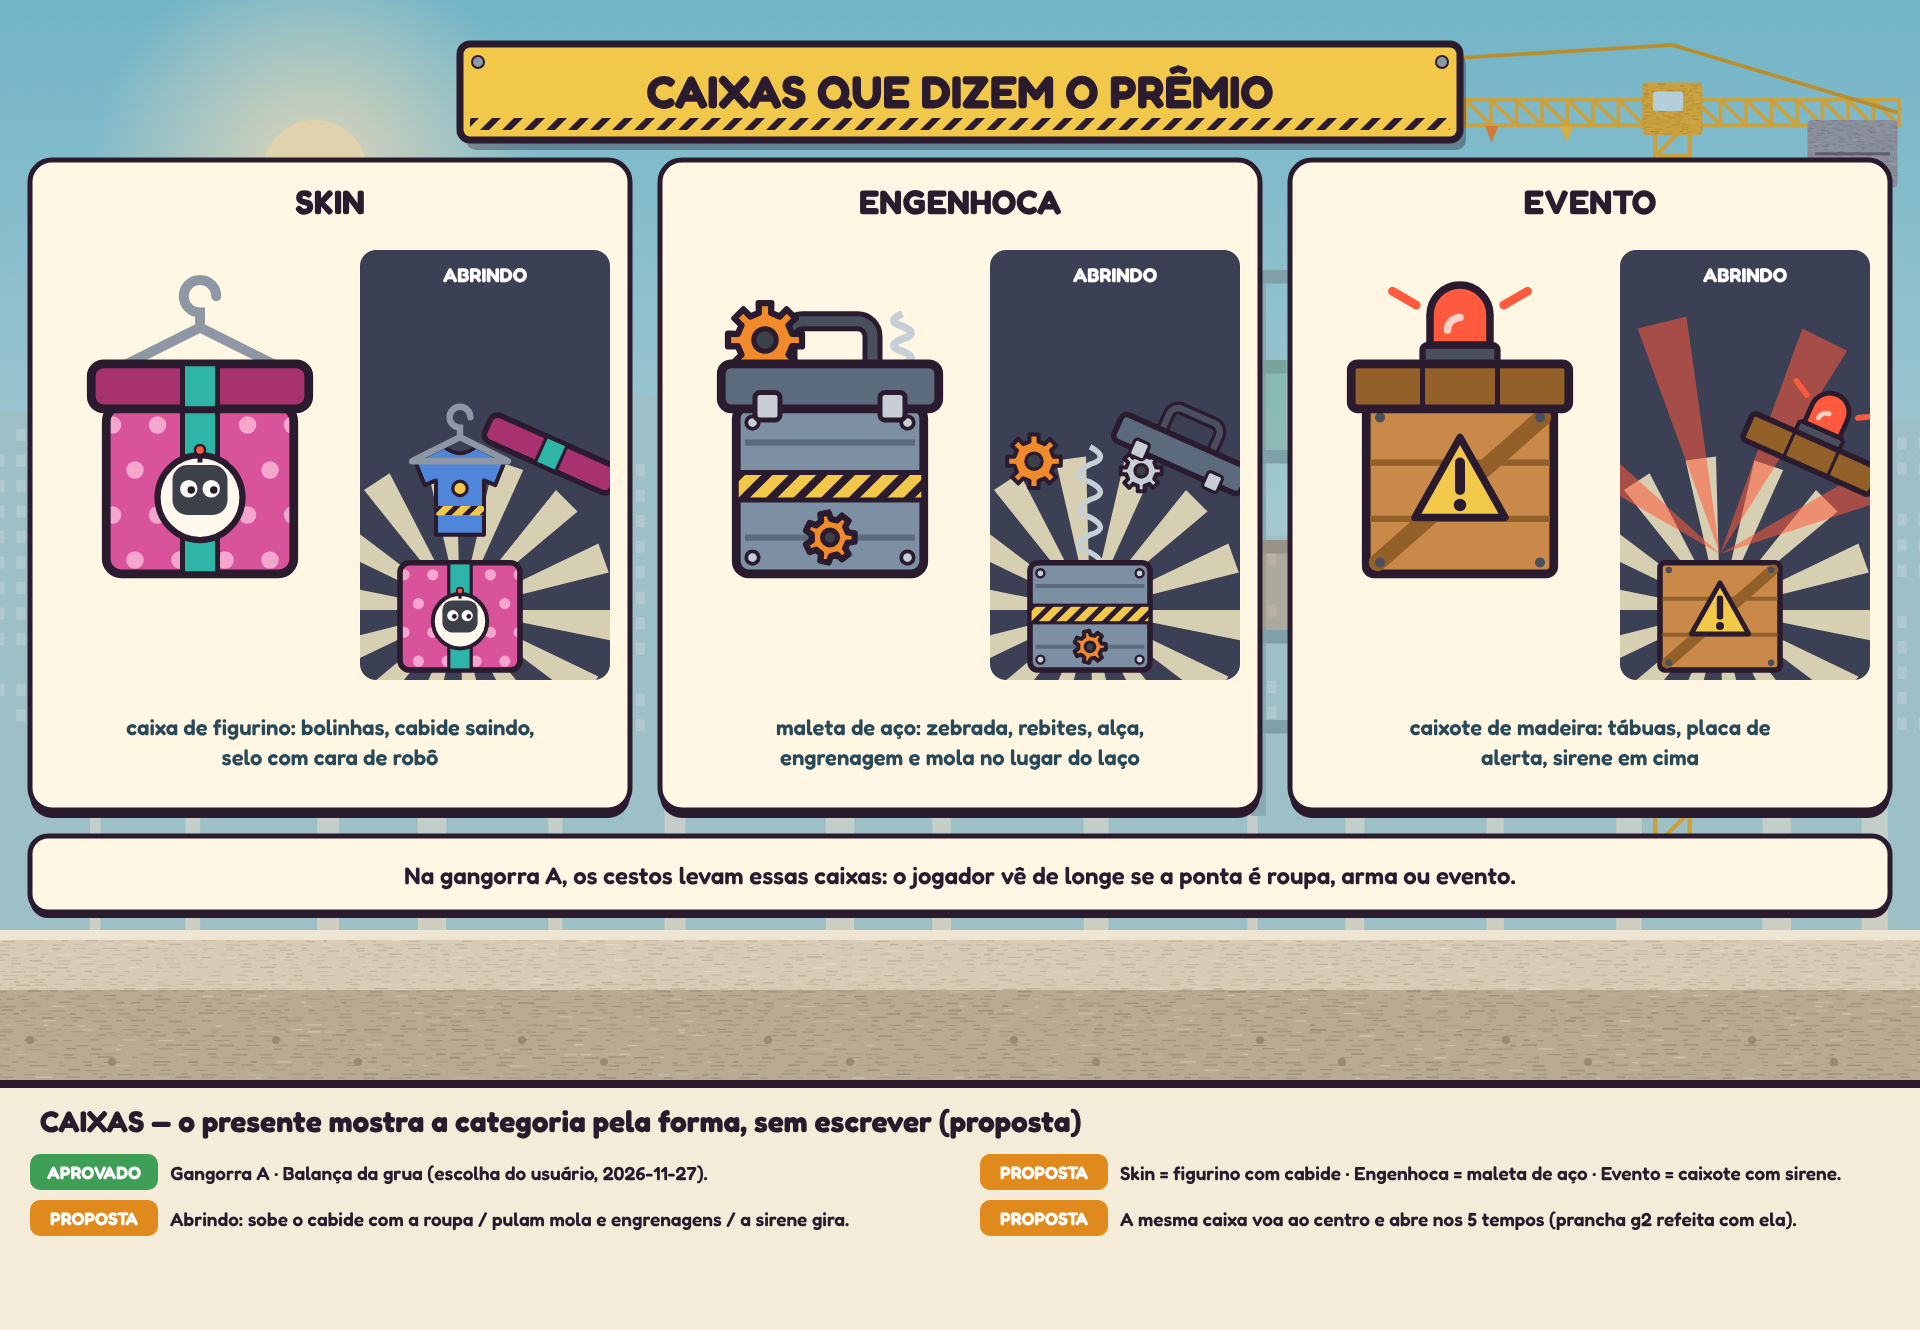 CAIXAS QUE DIZEM O PRÊMIO
SKIN
ABRINDO
caixa de figurino: bolinhas, cabide saindo,
selo com cara de robô
ENGENHOCA
ABRINDO
maleta de aço: zebrada, rebites, alça,
engrenagem e mola no lugar do laço
EVENTO
ABRINDO
caixote de madeira: tábuas, placa de
alerta, sirene em cima
Na gangorra A, os cestos levam essas caixas: o jogador vê de longe se a ponta é roupa, arma ou evento.
CAIXAS — o presente mostra a categoria pela forma, sem escrever (proposta)
APROVADO Gangorra A · Balança da grua (escolha do usuário, 2026-11-27).
PROPOSTA Skin = figurino com cabide · Engenhoca = maleta de aço · Evento = caixote com sirene.
PROPOSTA Abrindo: sobe o cabide com a roupa / pulam mola e engrenagens / a sirene gira.
PROPOSTA A mesma caixa voa ao centro e abre nos 5 tempos (prancha g2 refeita com ela).